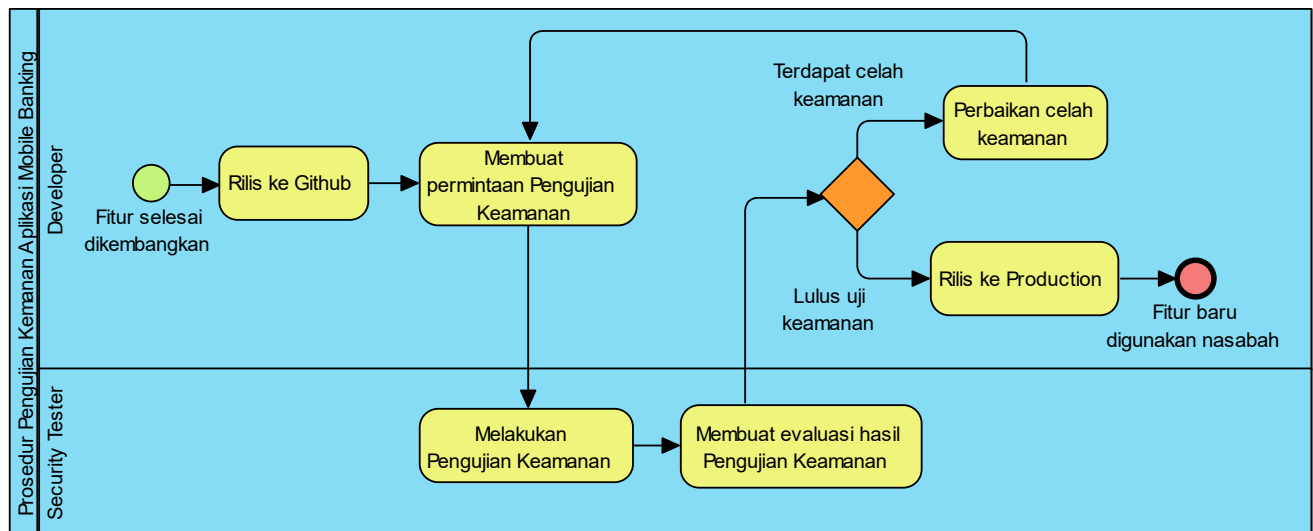 Prosedur Pengujian Kemanan Aplikasi Mobile Banking
Developer
Fitur selesai
dikembangkan
Rilis ke Github
Membuat
permintaan Pengujian
Keamanan
Terdapat celah
keamanan
Perbaikan celah
keamanan
Lulus uji
keamanan
Rilis ke Production
Fitur baru
digunakan nasabah
Security Tester
Melakukan
Pengujian Keamanan
Membuat evaluasi hasil
Pengujian Keamanan